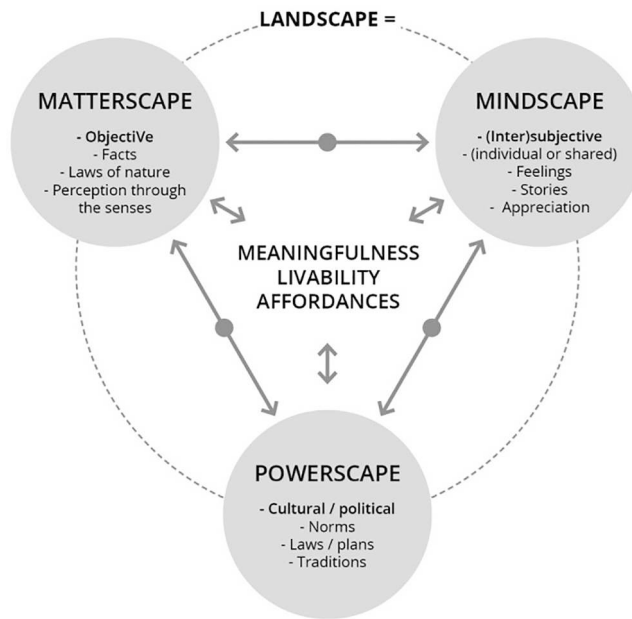 LANDSCAPE =
MATTERSCAPE
- ObjectiVe
- Facts
- Laws of nature
- Perception through
the senses
MINDSCAPE
- (Inter)subjective
- (individual or shared)
- Feelings
- Stories
- Appreciation
MEANINGFULNESS
LIVABILITY
AFFORDANCES
POWERSCAPE
- Cultural / political
- Norms
- Laws / plans
- Traditions